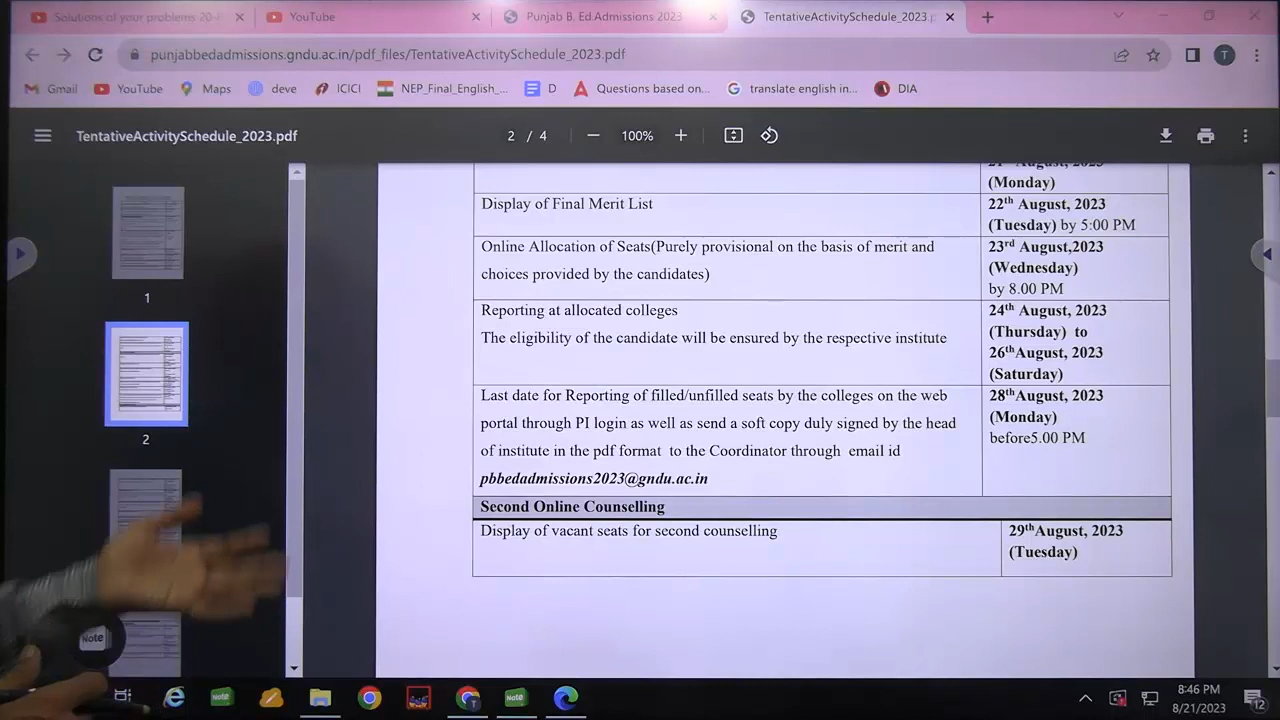 Solutions of your problems 20-
YouTube
Punjab B. Ed.Admissions 2023
TentativeActivitySchedule_2023.p
punjabbedadmissions.gndu.ac.in/pdf_files/TentativeActivitySchedule_2023.pdf
T
Gmail
YouTube
Maps
deve
ICICI
NEP_Final_English_...
D
Questions based on...
translate english in...
DIA
TentativeActivitySchedule_2023.pdf
2 / 4
100%
21st August, 2023
(Monday)
Display of Final Merit List
22th August, 2023
(Tuesday) by 5:00 PM
Online Allocation of Seats(Purely provisional on the basis of merit and
choices provided by the candidates)
23rd August,2023
(Wednesday)
by 8.00 PM
Reporting at allocated colleges
The eligibility of the candidate will be ensured by the respective institute
24th August, 2023
(Thursday) to
26thAugust, 2023
(Saturday)
Last date for Reporting of filled/unfilled seats by the colleges on the web
portal through PI login as well as send a soft copy duly signed by the head
of institute in the pdf format to the Coordinator through email id
pbbedadmissions2023@gndu.ac.in
28thAugust, 2023
(Monday)
before5.00 PM
Second Online Counselling
Display of vacant seats for second counselling
29thAugust, 2023
(Tuesday)
1
2
Note
Note
Note
8:46 PM
8/21/2023
12